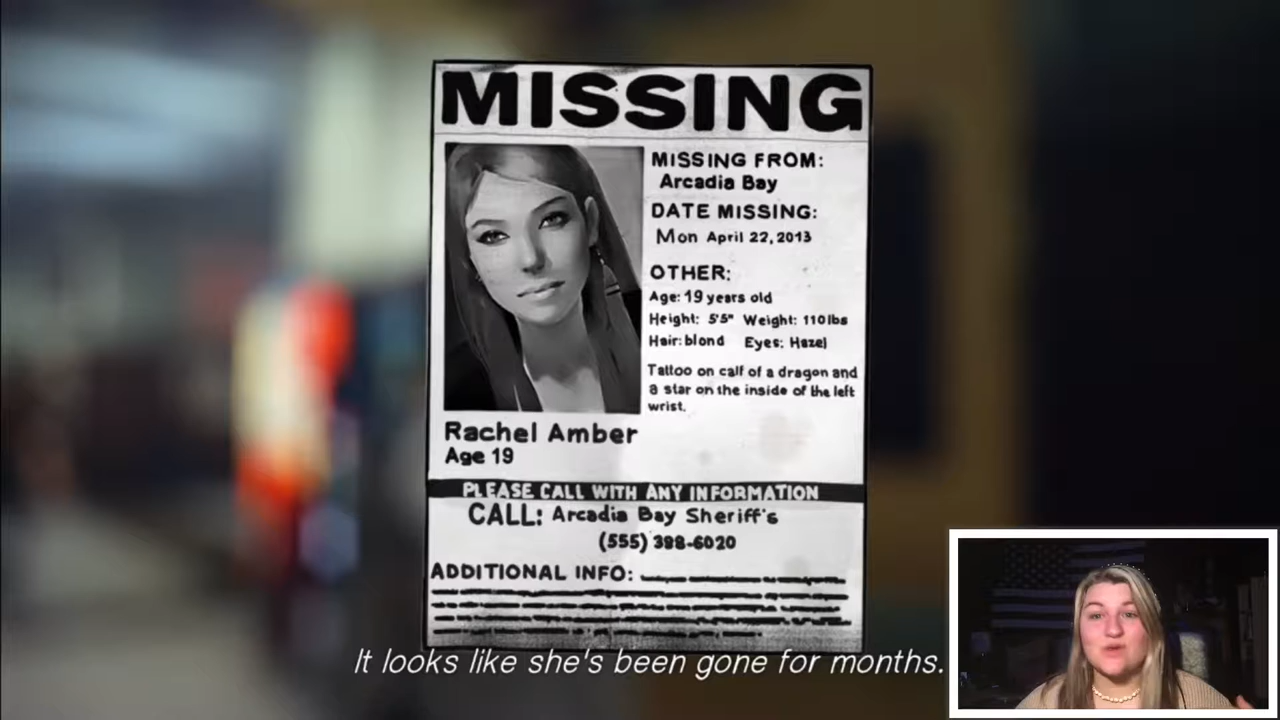 MISSING
MISSING FROM:
Arcadia Bay
DATE MISSING:
Mon April 22, 2013
OTHER:
Age: 19 years old
Height: 5'5" Weight: 110lbs
Hair: blond Eyes: Hazel
Tattoo on calf of a dragon and
a star on the inside of the left
wrist.
Rachel Amber
Age 19
PLEASE CALL WITH ANY INFORMATION
CALL: Arcadia Bay Sheriff's
(555) 398-6020
ADDITIONAL INFO:
It looks like she's been gone for months.